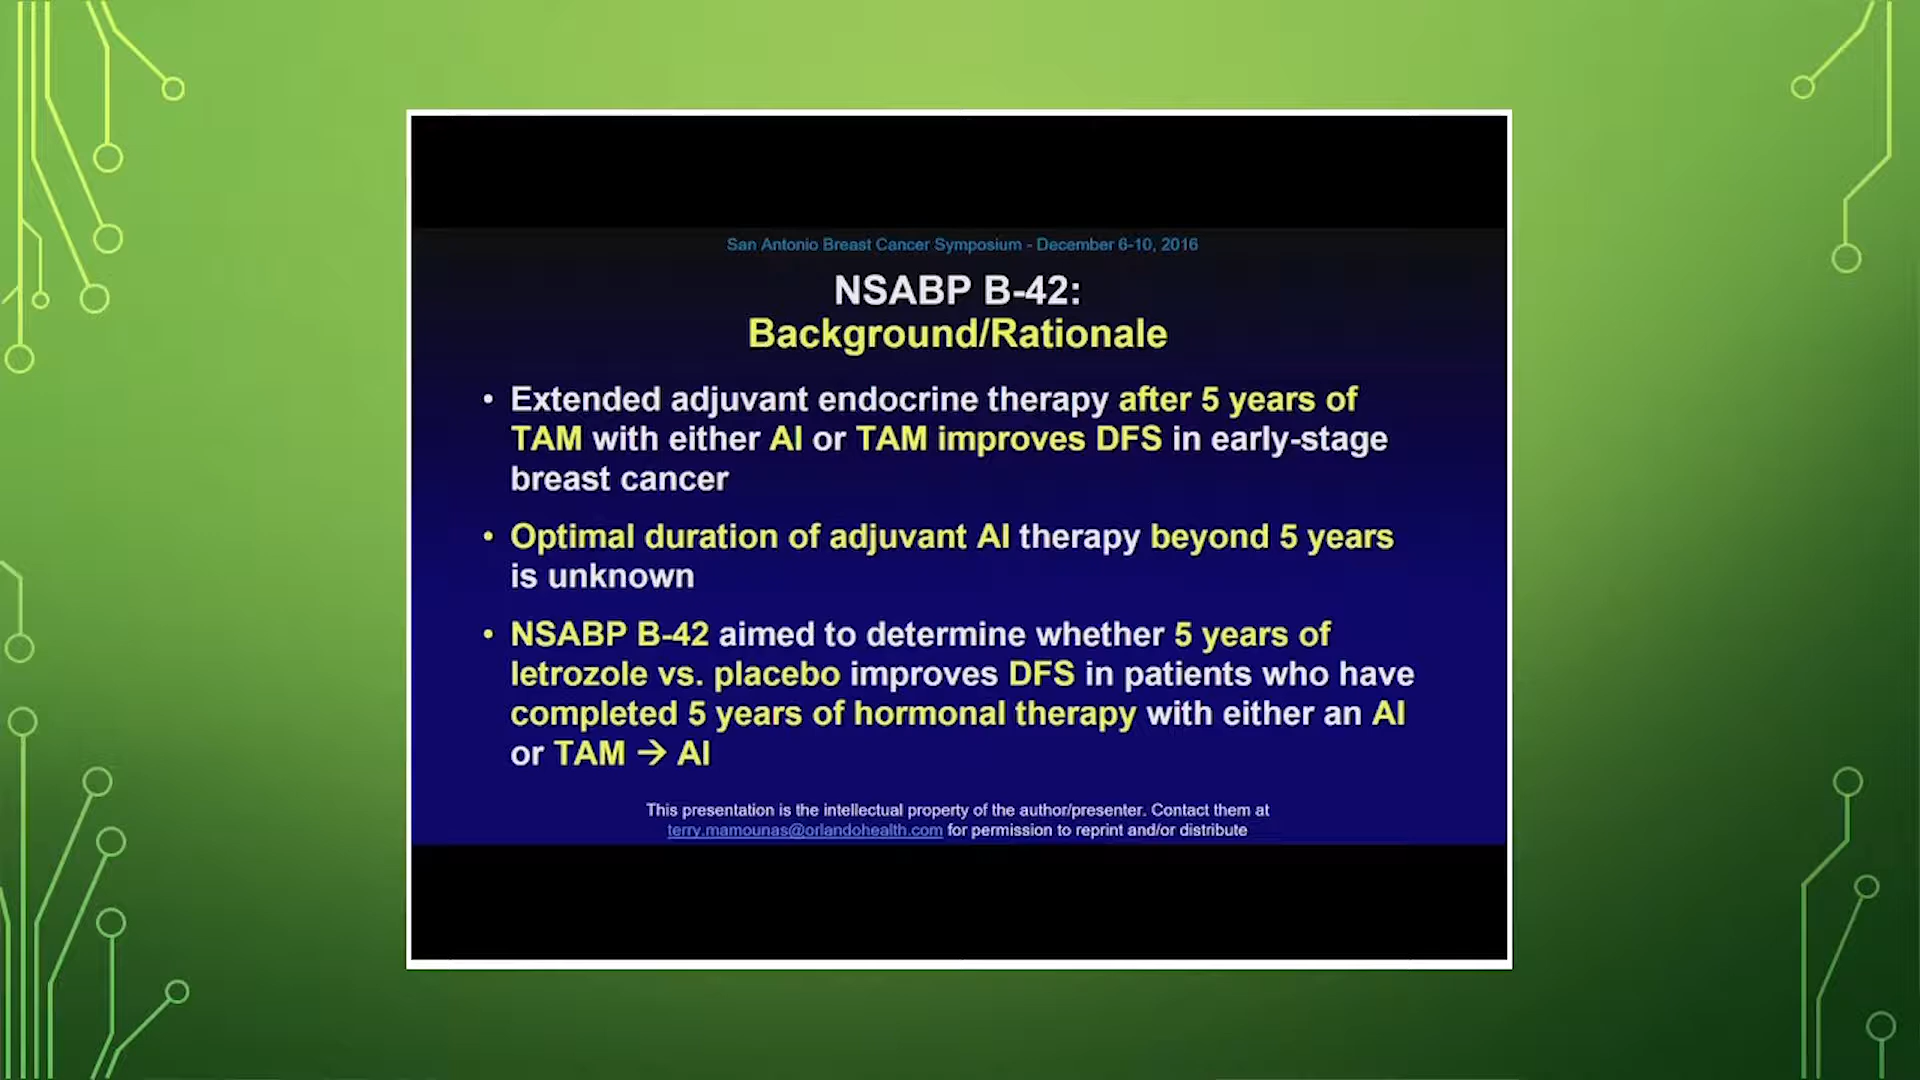 San Antonio Breast Cancer Symposium - December 6-10, 2016
NSABP B-42:
Background/Rationale
• Extended adjuvant endocrine therapy after 5 years of
TAM with either AI or TAM improves DFS in early-stage
breast cancer
• Optimal duration of adjuvant AI therapy beyond 5 years
is unknown
• NSABP B-42 aimed to determine whether 5 years of
letrozole vs. placebo improves DFS in patients who have
completed 5 years of hormonal therapy with either an AI
or TAM → AI
This presentation is the intellectual property of the author/presenter. Contact them at
terry.mamounas@orlandohealth.com for permission to reprint and/or distribute